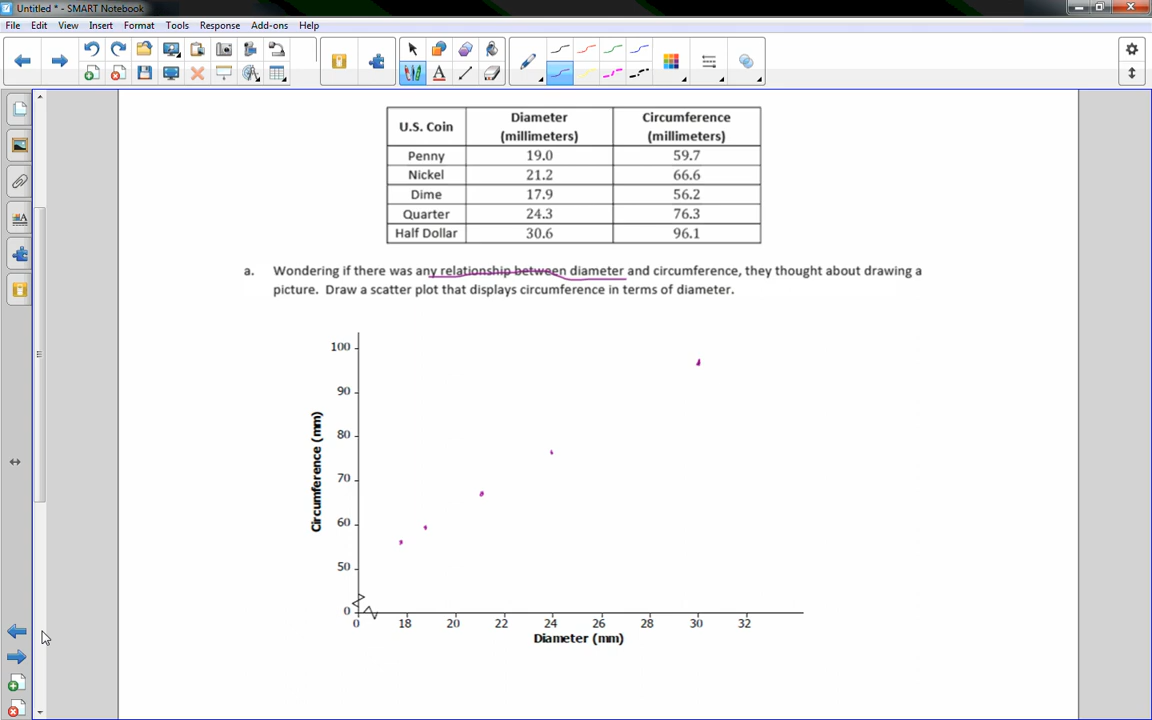 Untitled * - SMART Notebook
File Edit View Insert Format Tools Response Add-ons Help
U.S. Coin Diameter (millimeters) Circumference (millimeters)
Penny 19.0 59.7
Nickel 21.2 66.6
Dime 17.9 56.2
Quarter 24.3 76.3
Half Dollar 30.6 96.1
a. Wondering if there was any relationship between diameter and circumference, they thought about drawing a
picture. Draw a scatter plot that displays circumference in terms of diameter.
100
90
80
70
60
50
0
Circumference (mm)
0 18 20 22 24 26 28 30 32
Diameter (mm)